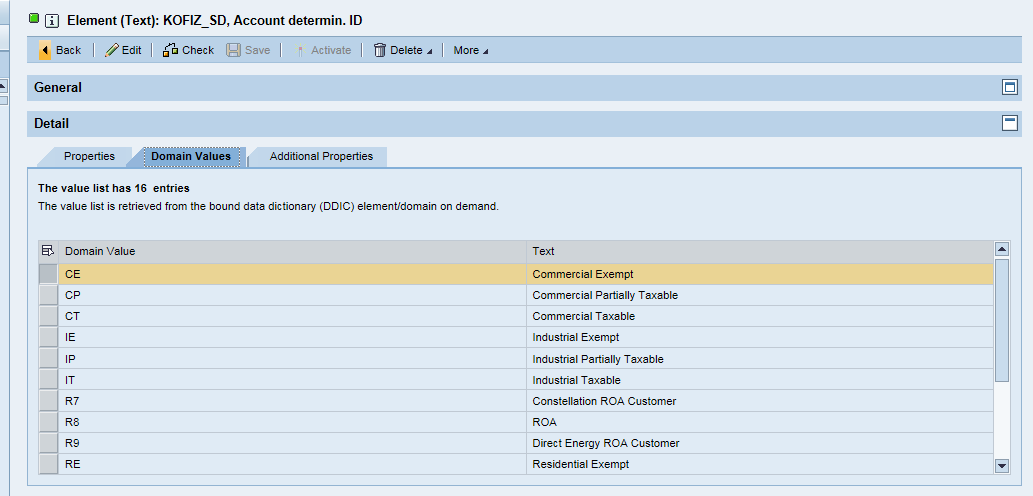 Element (Text): KOFIZ_SD, Account determin. ID
Back Edit Check Save Activate Delete More
General
Detail
Properties Domain Values Additional Properties
The value list has 16 entries
The value list is retrieved from the bound data dictionary (DDIC) element/domain on demand.
Domain Value Text
CE Commercial Exempt
CP Commercial Partially Taxable
CT Commercial Taxable
IE Industrial Exempt
IP Industrial Partially Taxable
IT Industrial Taxable
R7 Constellation ROA Customer
R8 ROA
R9 Direct Energy ROA Customer
RE Residential Exempt